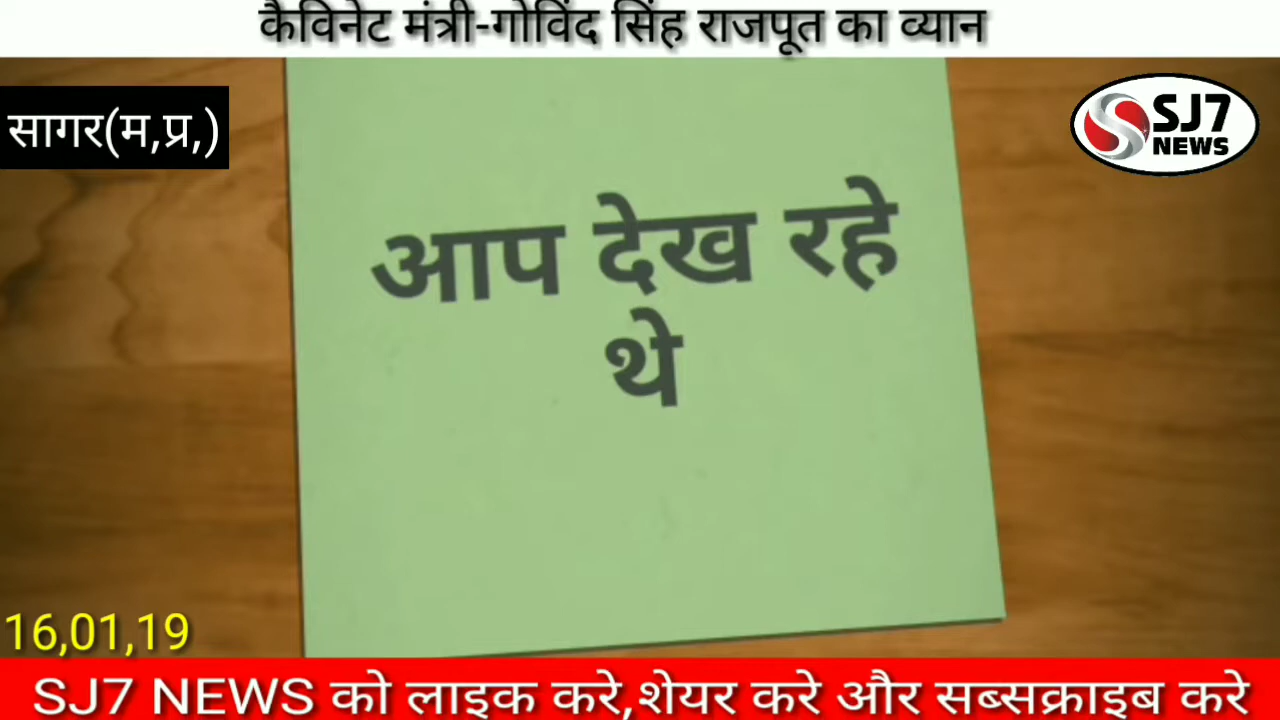 कैविनेट मंत्री-गोविंद सिंह राजपूत का व्यान
सागर(म,प्र,)
SJ7
NEWS
आप देख रहे
थे
16,01,19
SJ7 NEWS को लाइक करे,शेयर करे और सब्सक्राइब करे